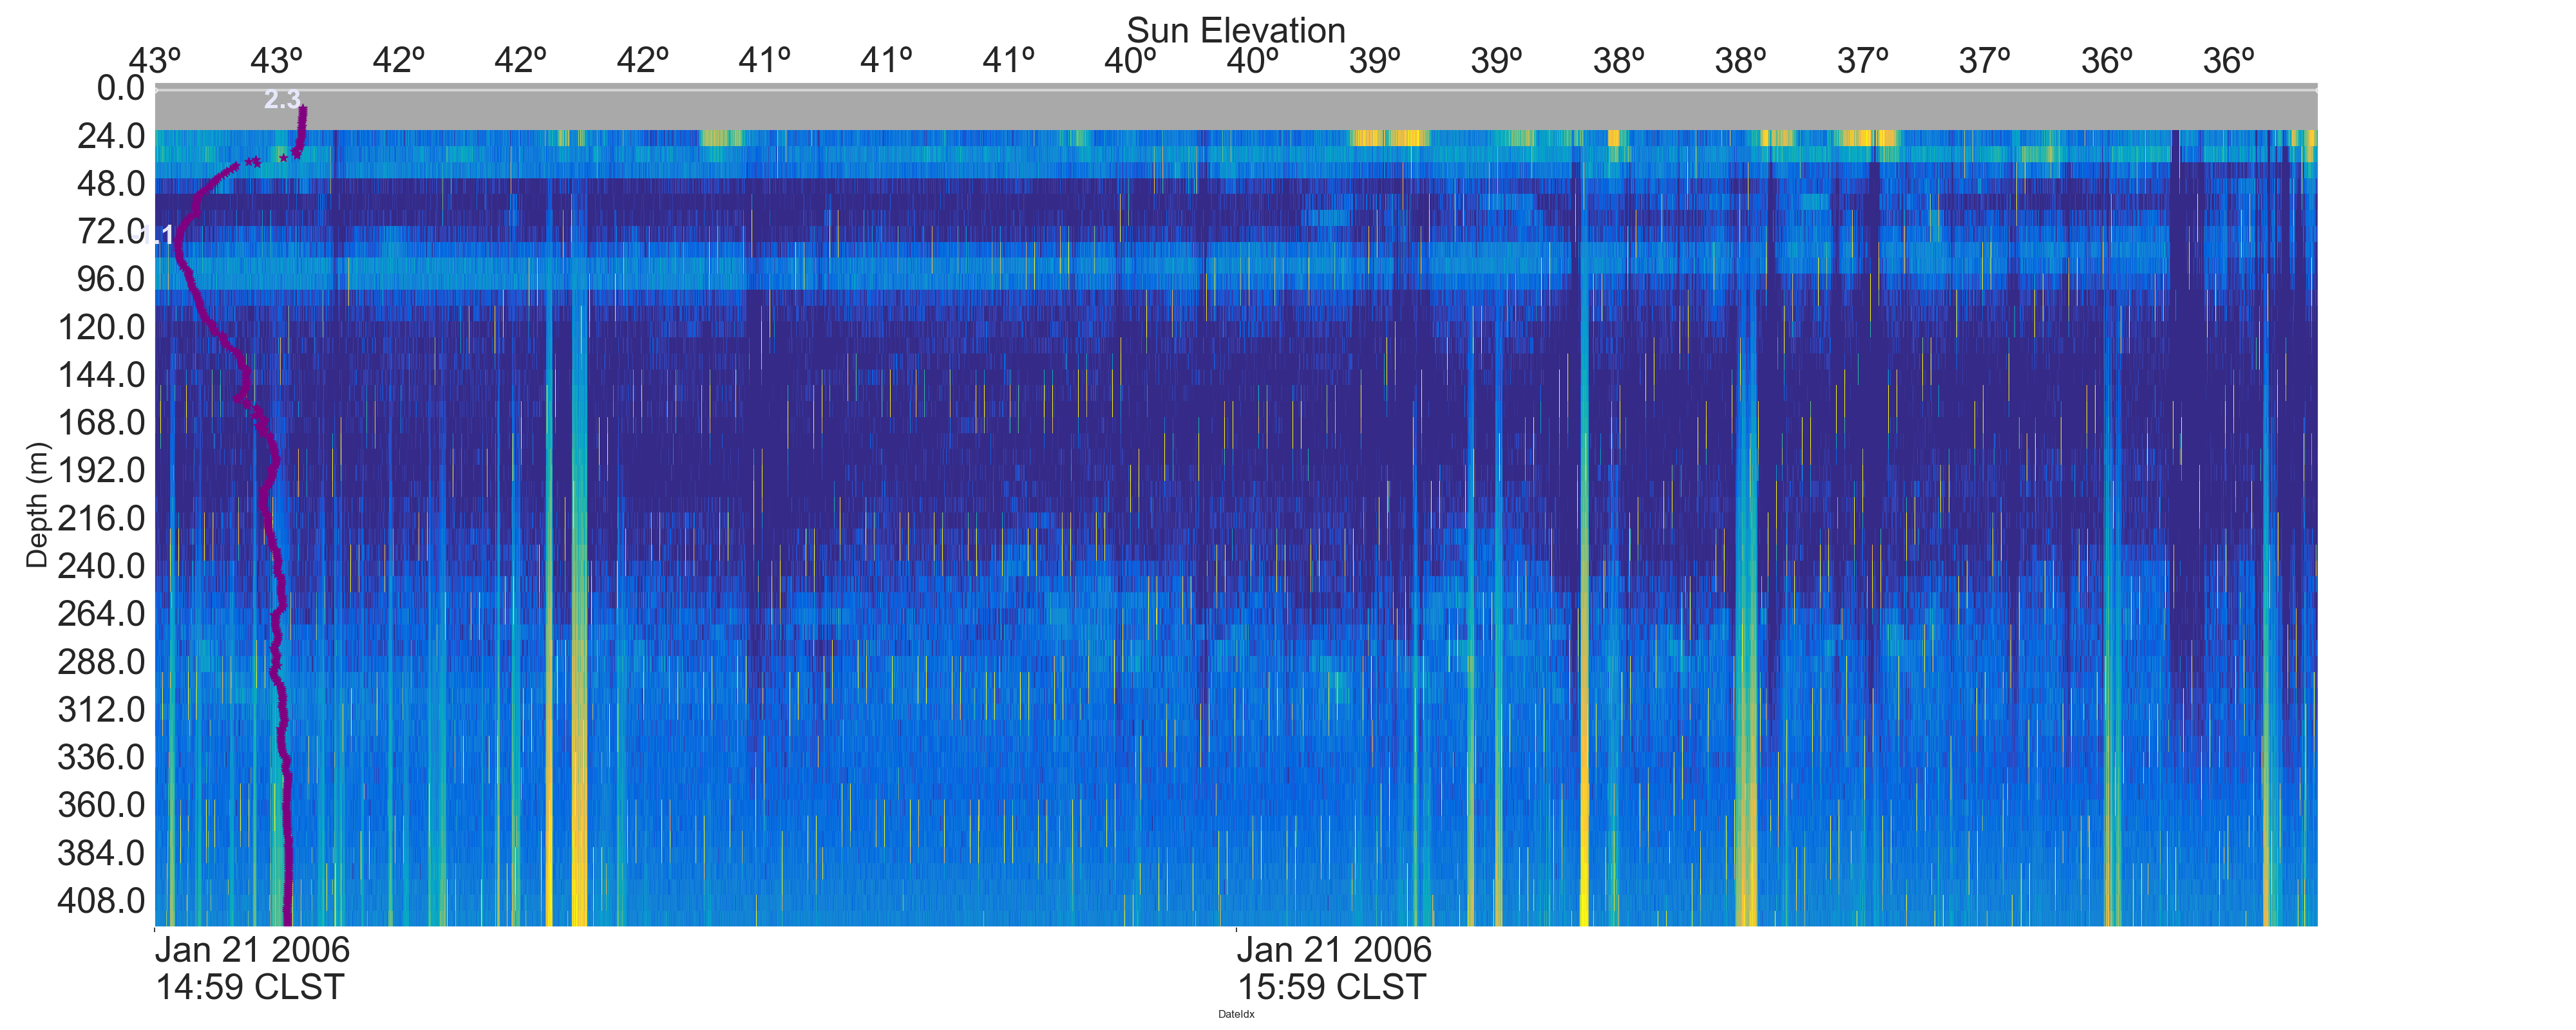 Sun Elevation
43º 43º 42º 42º 42º 41º 41º 41º 40º 40º 39º 39º 38º 38º 37º 37º 36º 36º
0.0
2.3
24.0
48.0
72.0
.1
96.0
120.0
144.0
168.0
192.0
216.0
240.0
264.0
288.0
312.0
336.0
360.0
384.0
408.0
Depth (m)
Jan 21 2006
14:59 CLST
Jan 21 2006
15:59 CLST
DateIdx